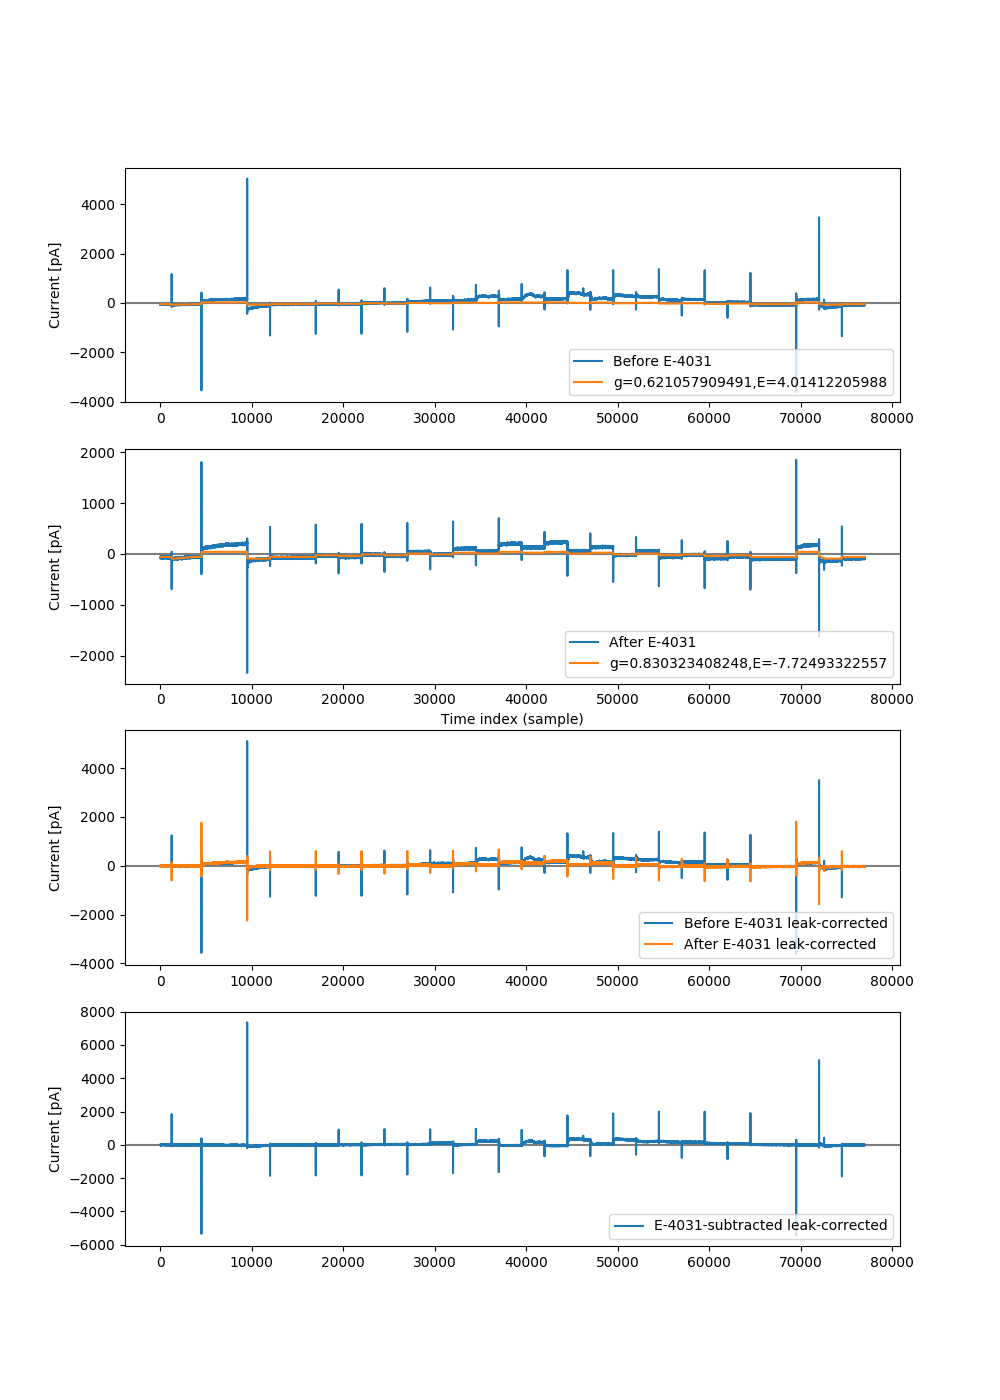 4000
2000
0
−2000
−4000
Current [pA]
Before E-4031
g=0.621057909491,E=4.01412205988
0 10000 20000 30000 40000 50000 60000 70000 80000
2000
1000
0
−1000
−2000
Current [pA]
After E-4031
g=0.830323408248,E=-7.72493322557
0 10000 20000 30000 40000 50000 60000 70000 80000
Time index (sample)
4000
2000
0
−2000
−4000
Current [pA]
Before E-4031 leak-corrected
After E-4031 leak-corrected
0 10000 20000 30000 40000 50000 60000 70000 80000
8000
6000
4000
2000
0
−2000
−4000
−6000
Current [pA]
E-4031-subtracted leak-corrected
0 10000 20000 30000 40000 50000 60000 70000 80000